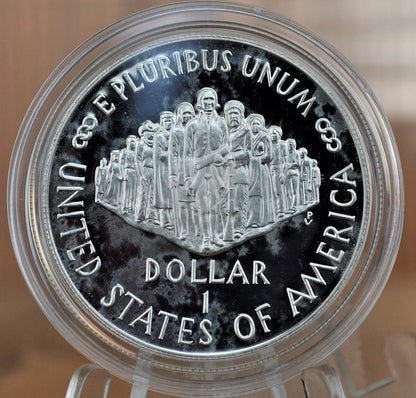 E PLURIBUS UNUM
P
V
DOLLAR
1
UNITED STATES OF AMERICA